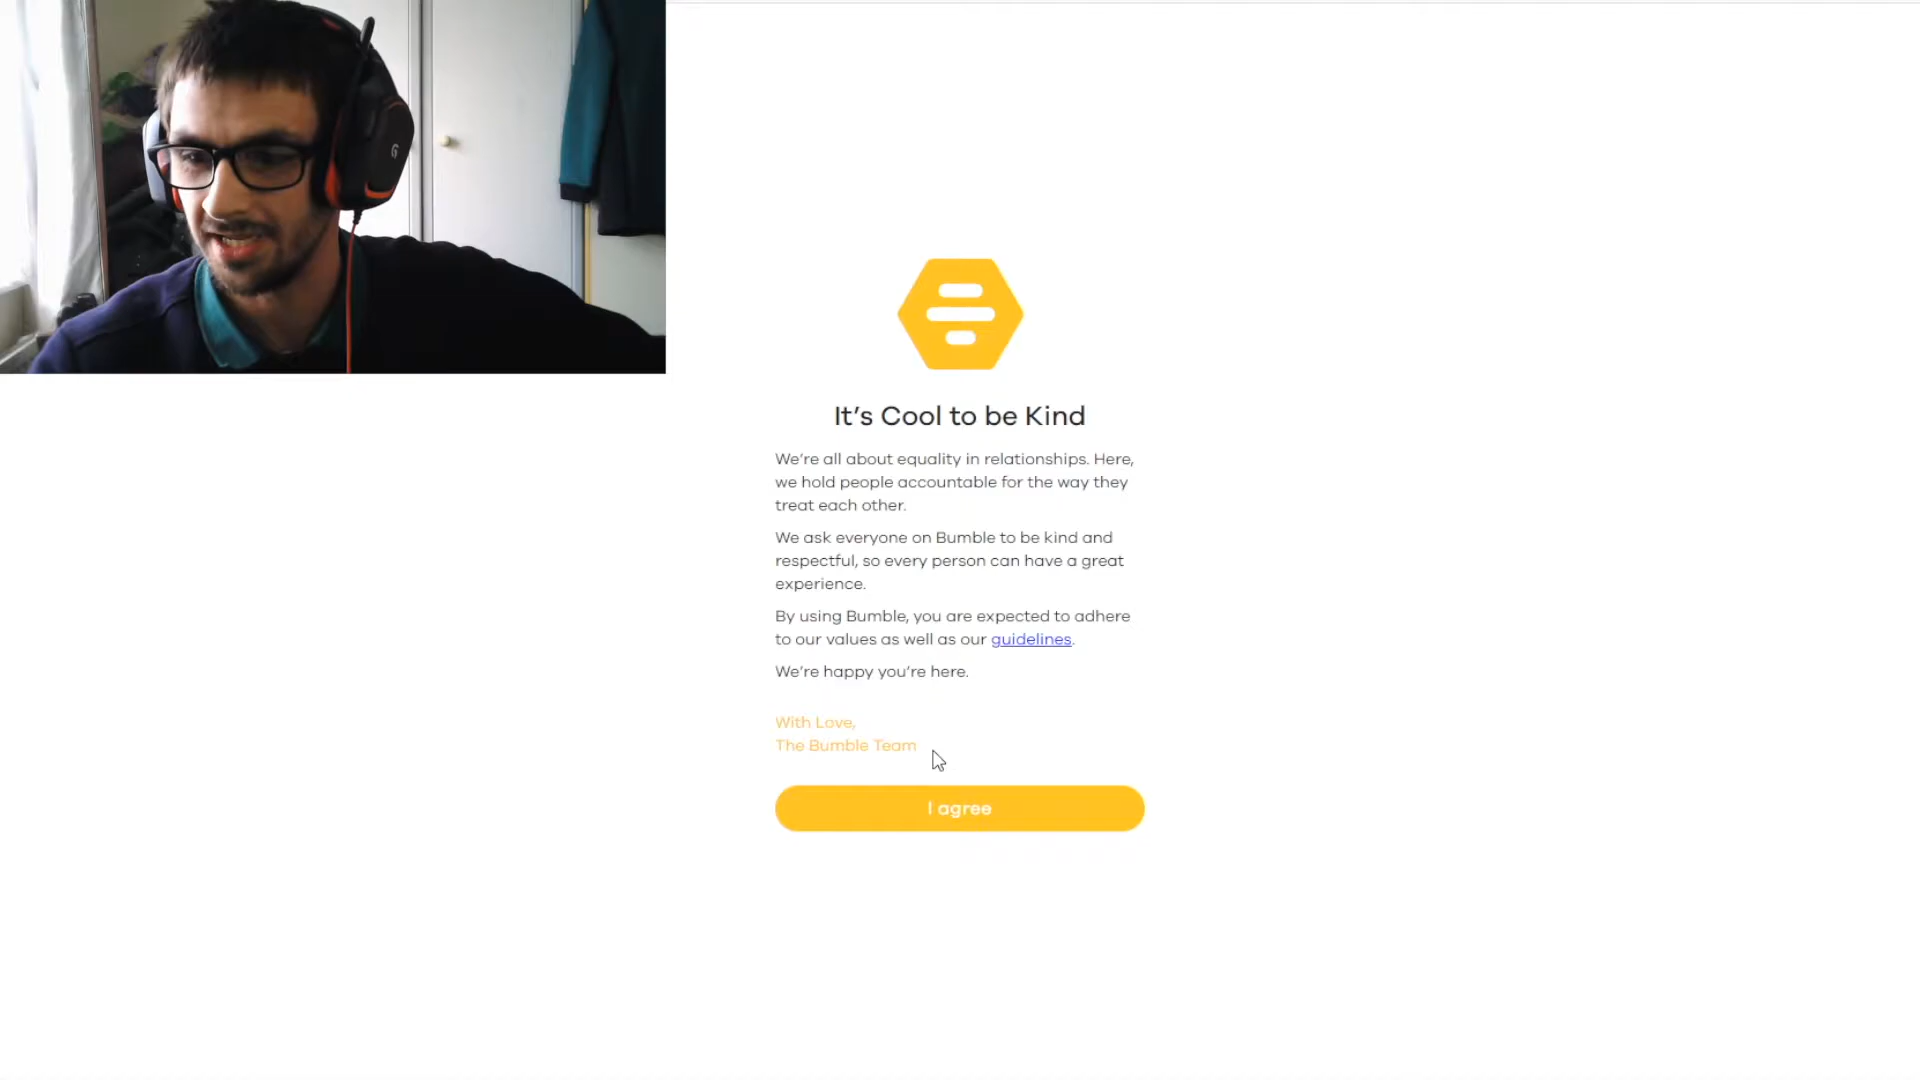 It's Cool to be Kind
We're all about equality in relationships. Here,
we hold people accountable for the way they
treat each other.
We ask everyone on Bumble to be kind and
respectful, so every person can have a great
experience.
By using Bumble, you are expected to adhere
to our values as well as our guidelines.
We're happy you're here.
With Love,
The Bumble Team
I agree